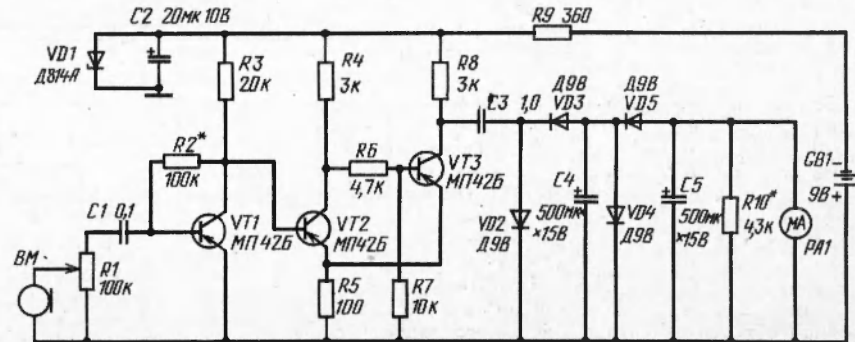 C2 20мк 10В
R9 360
VD1
Д814А
R3
20к
R4
3к
R8
3к
C3 1,0
Д9В
VD3
Д9В
VD5
GB1
9В
R2*
100к
R6
4,7к
VT3
МП42Б
C1 0,1
VT1
МП42Б
VT2
МП42Б
VD2
Д9В
C4
500мк
×15В
VD4
Д9В
C5
500мк
×15В
R10*
4,3к
мА
PA1
ВМ
R1
100к
R5
100
R7
10к